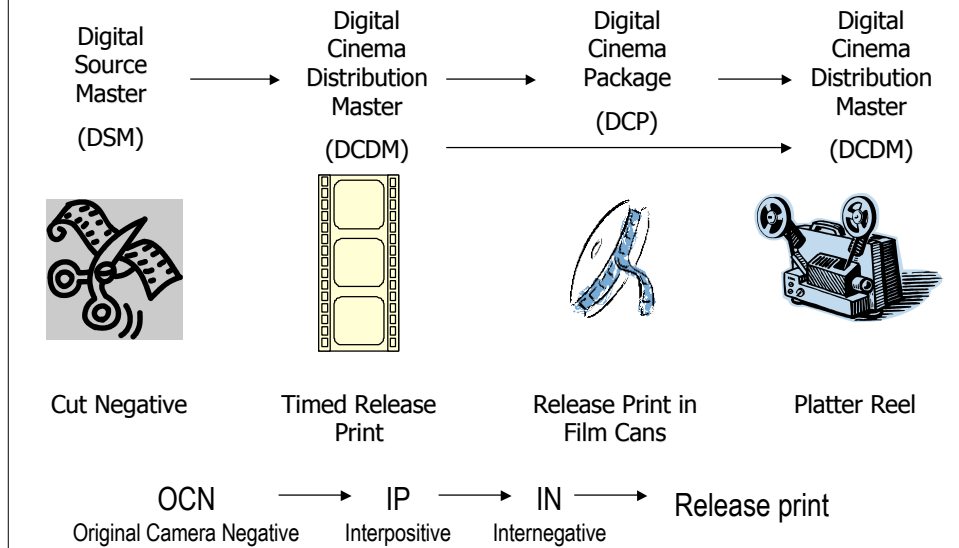 Digital
Source
Master
(DSM)
Digital
Cinema
Distribution
Master
(DCDM)
Digital
Cinema
Package
(DCP)
Digital
Cinema
Distribution
Master
(DCDM)
Cut Negative
Timed Release
Print
Release Print in
Film Cans
Platter Reel
OCN
Original Camera Negative
IP
Interpositive
IN
Internegative
Release print